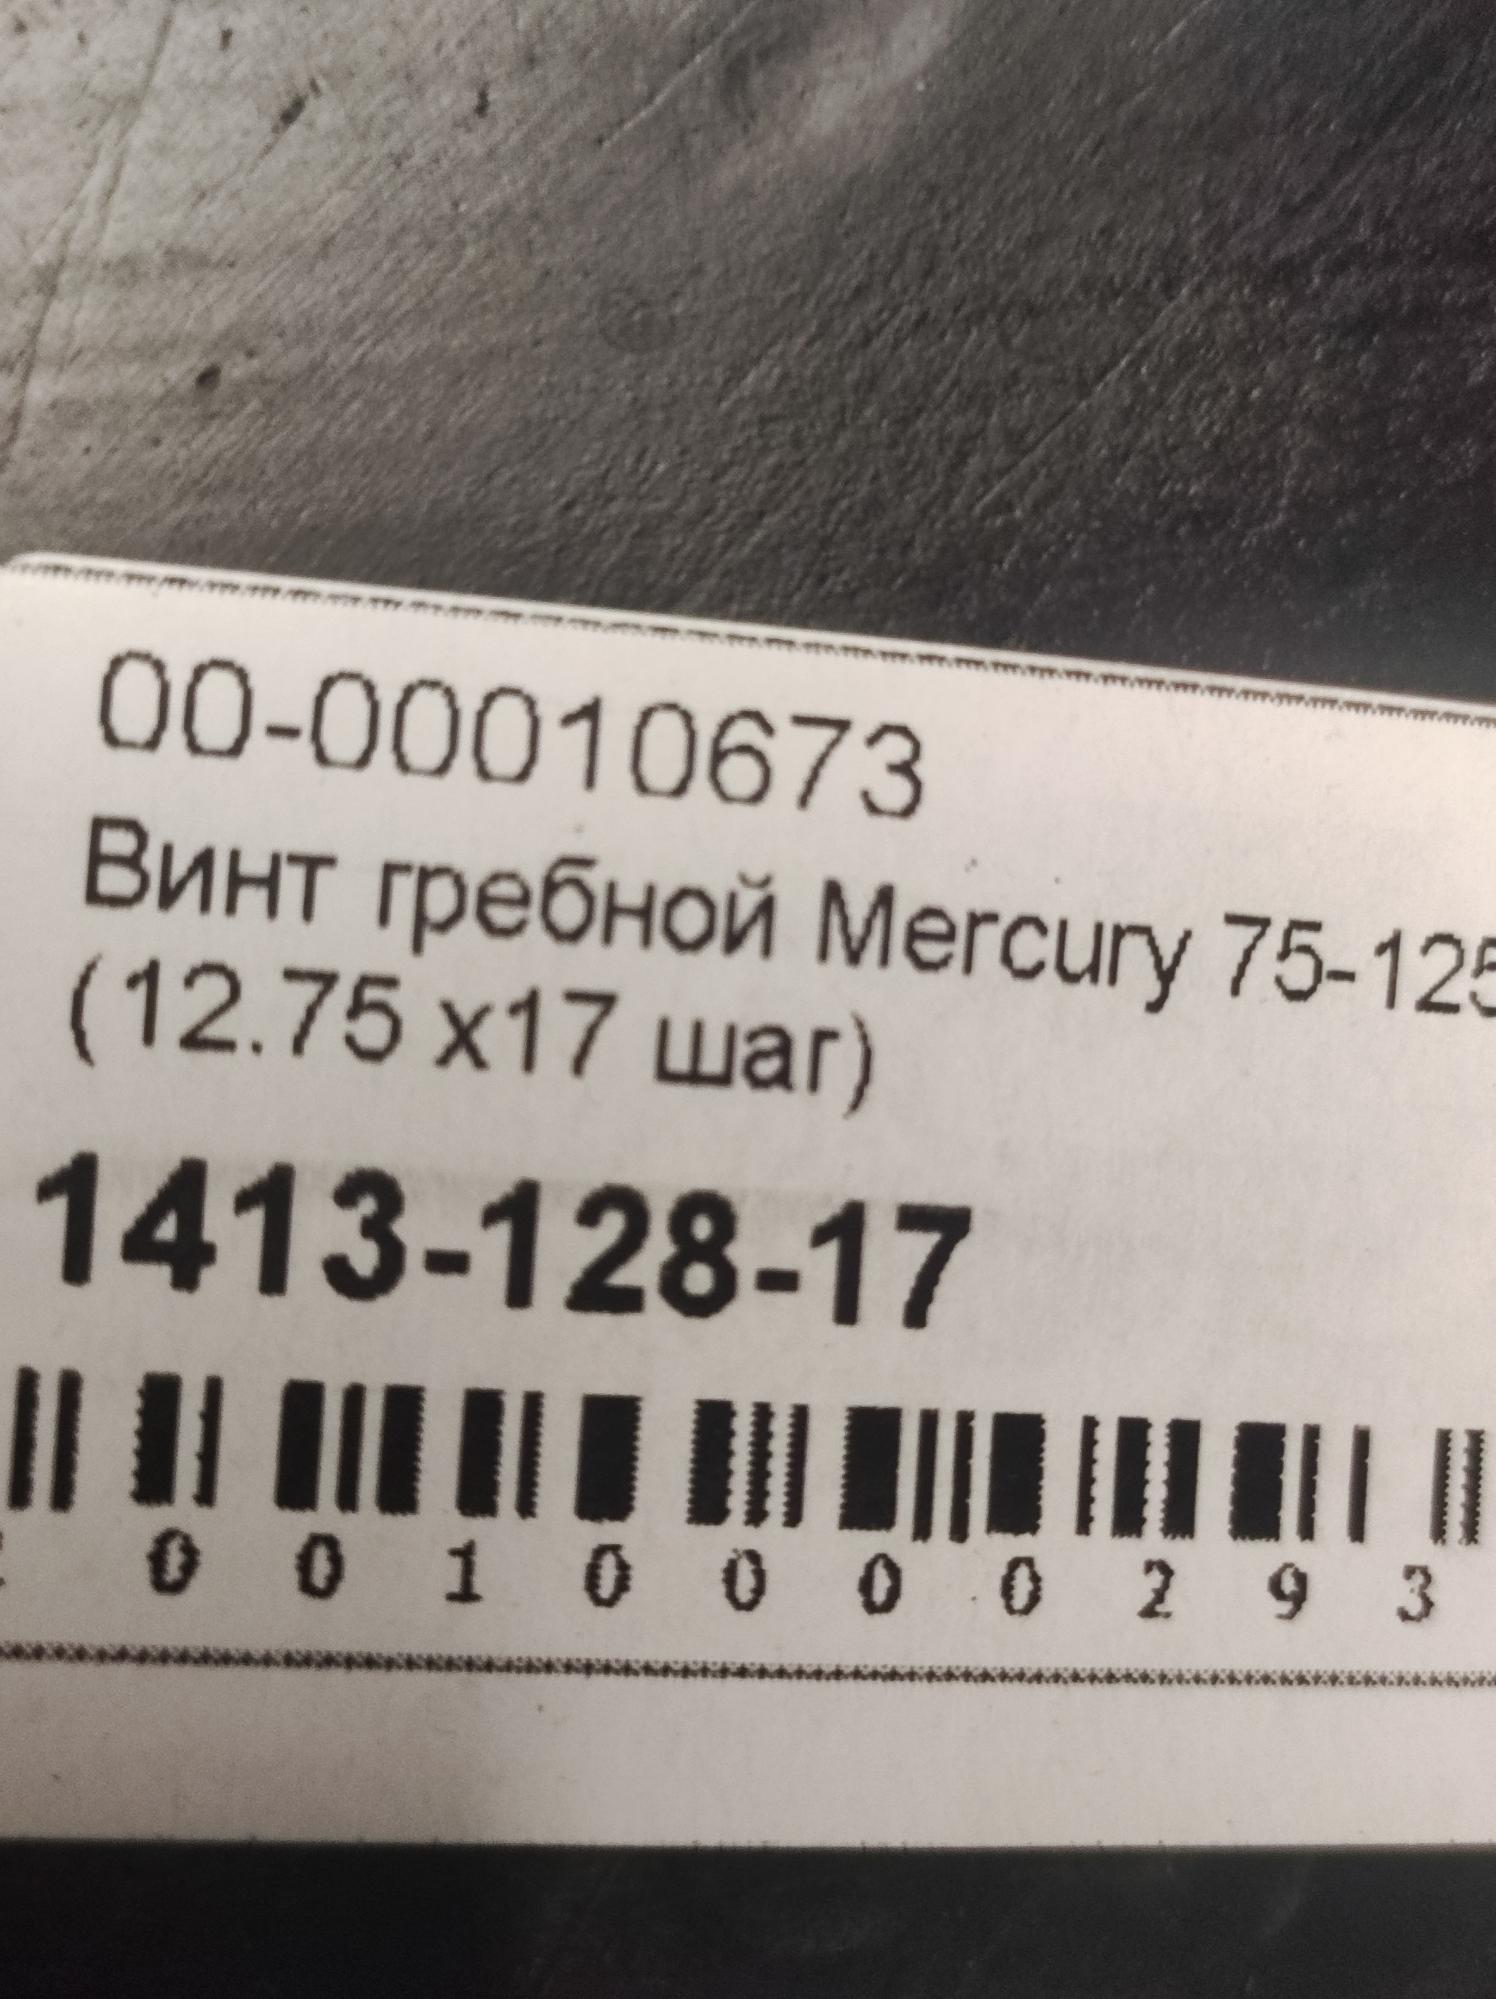 00-00010673
Винт гребной Mercury 75-125
(12.75 x17 шаг)
1413-128-17
0 0 1 0 0 0 0 2 9 3